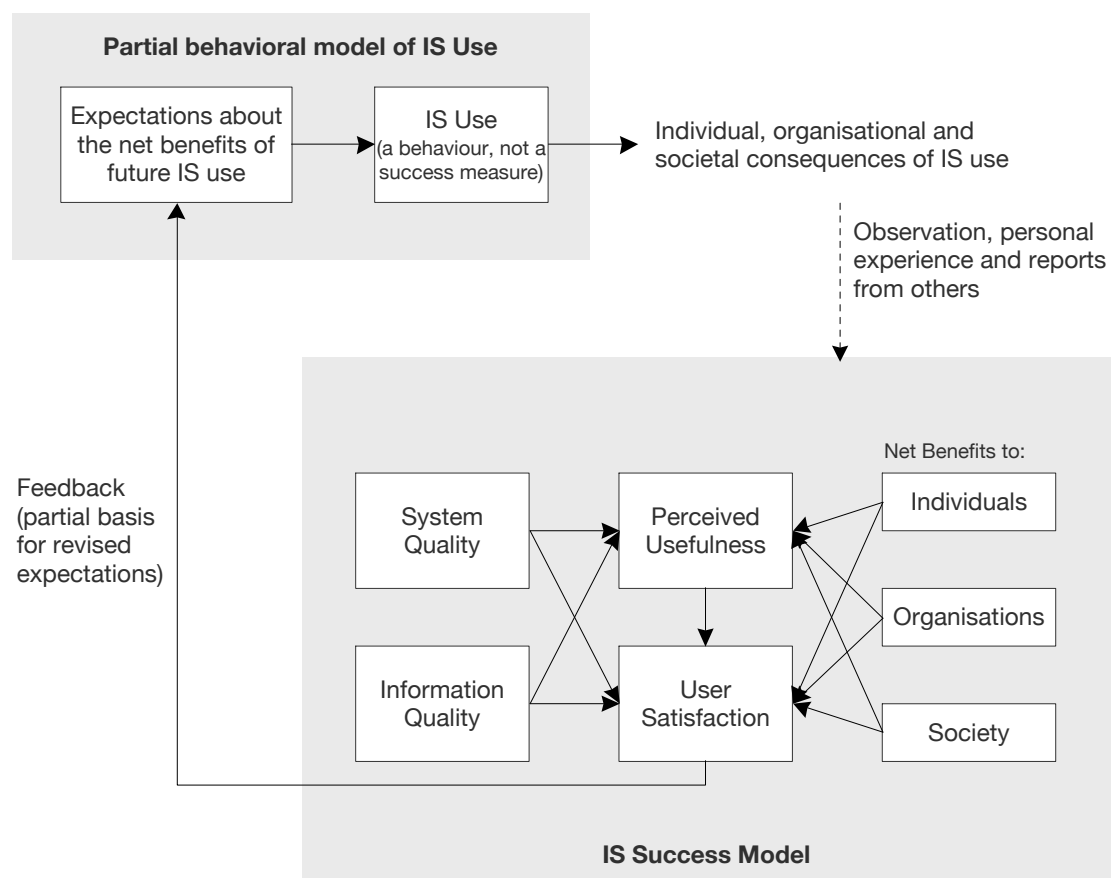 Partial behavioral model of IS Use
Expectations about
the net benefits of
future IS use
IS Use
(a behaviour, not a
success measure)
Individual, organisational and
societal consequences of IS use
Observation, personal
experience and reports
from others
Feedback
(partial basis
for revised
expectations)
System
Quality
Information
Quality
Perceived
Usefulness
User
Satisfaction
Net Benefits to:
Individuals
Organisations
Society
IS Success Model